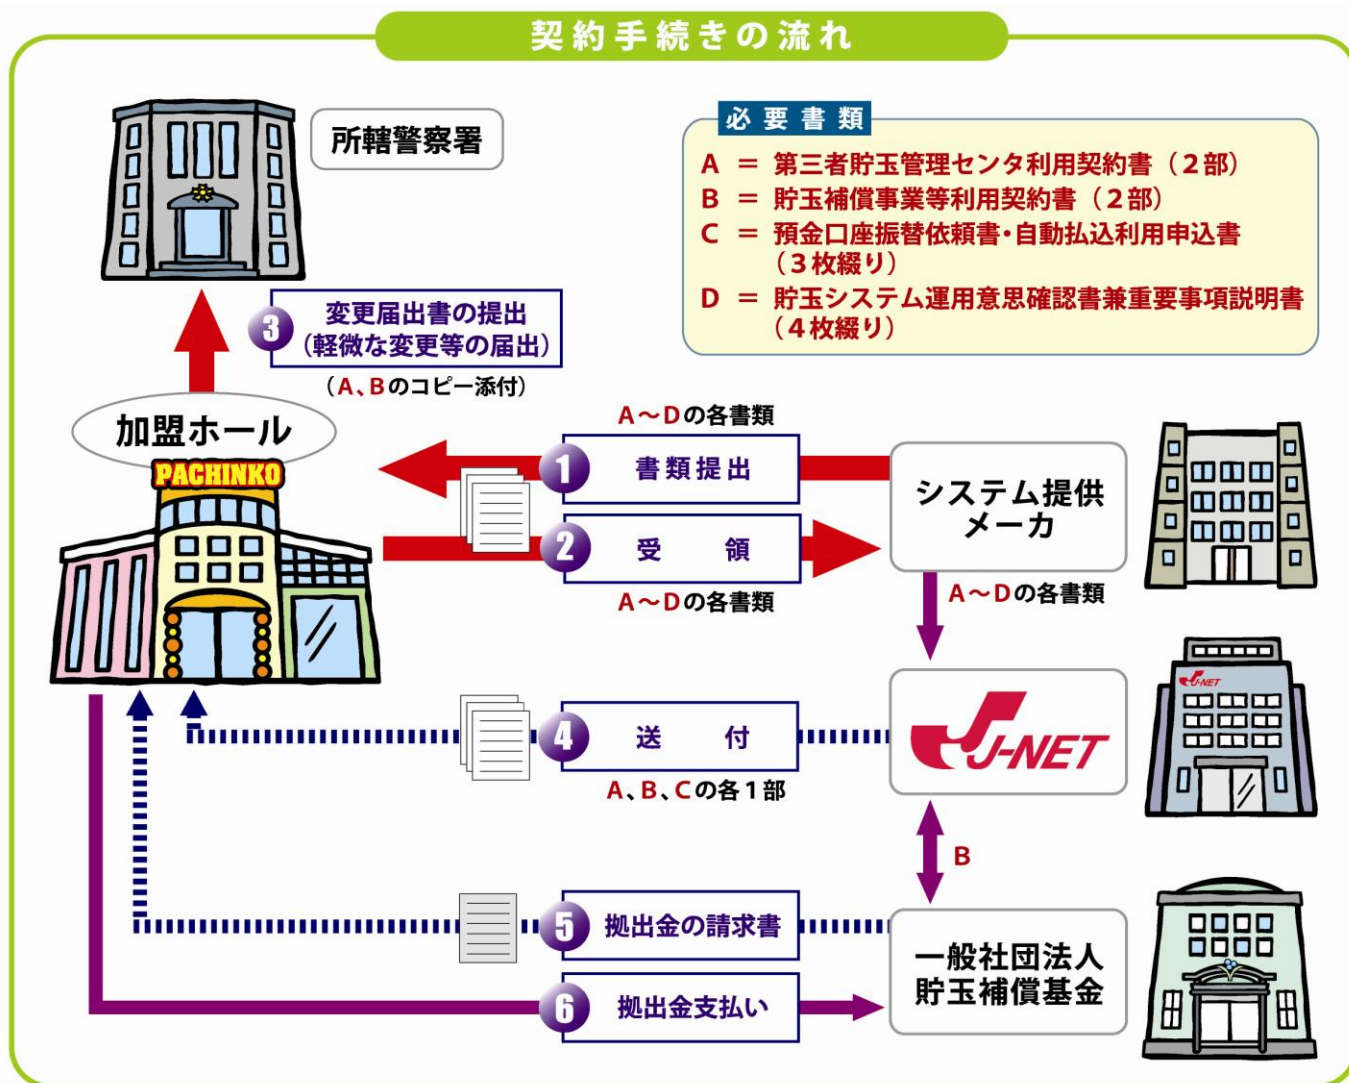 契約手続きの流れ
所轄警察署
必要書類
A = 第三者貯玉管理センタ利用契約書（２部）
B = 貯玉補償事業等利用契約書（２部）
C = 預金口座振替依頼書・自動払込利用申込書
（３枚綴り）
D = 貯玉システム運用意思確認書兼重要事項説明書
（４枚綴り）
3 変更届出書の提出
（軽微な変更等の届出）
（A、Bのコピー添付）
加盟ホール
PACHINKO
A～Dの各書類
1 書類提出
2 受領
A～Dの各書類
システム提供
メーカ
A～Dの各書類
J-NET
J-NET
4 送付
A、B、Cの各１部
B
5 拠出金の請求書
6 拠出金支払い
一般社団法人
貯玉補償基金